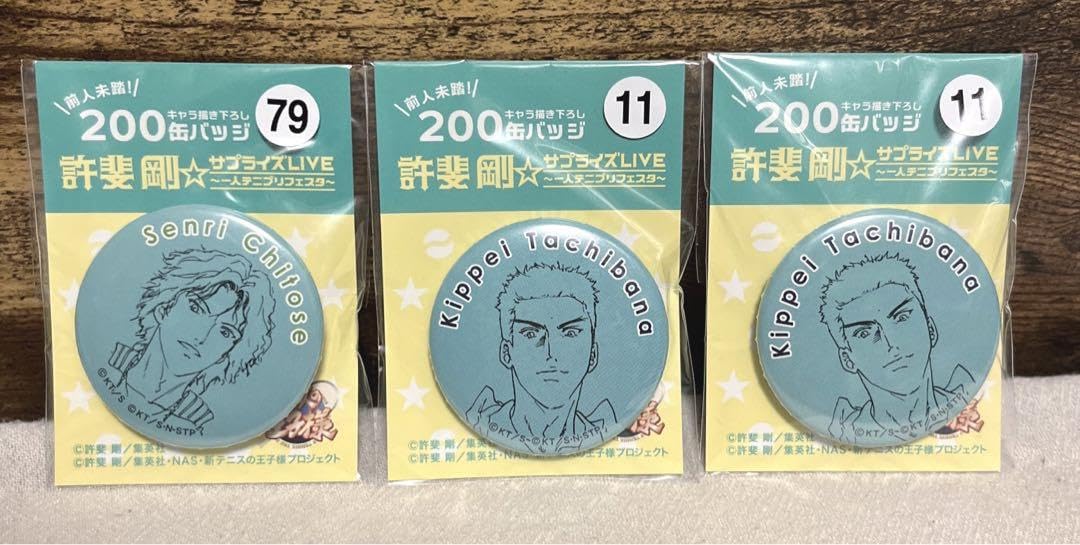 \前人未踏!/
キャラ描き下ろし
200缶バッジ
79
許斐 剛☆サプライズLIVE
~一人テニプリフェスタ~
Senri Chitose
©KT/S ©KT/S·N·STP
©許斐 剛/集英社
©許斐 剛/集英社・NAS・新テニスの王子様プロジェクト
\前人未踏!/
キャラ描き下ろし
200缶バッジ
11
許斐 剛☆サプライズLIVE
~一人テニプリフェスタ~
Kippei Tachibana
©KT/S ©KT/S·N·STP
©許斐 剛/集英社
©許斐 剛/集英社・NAS・新テニスの王子様プロジェクト
\前人未踏!/
キャラ描き下ろし
200缶バッジ
11
許斐 剛☆サプライズLIVE
~一人テニプリフェスタ~
Kippei Tachibana
©KT/S ©KT/S·N·STP
©許斐 剛/集英社
©許斐 剛/集英社・NAS・新テニスの王子様プロジェクト